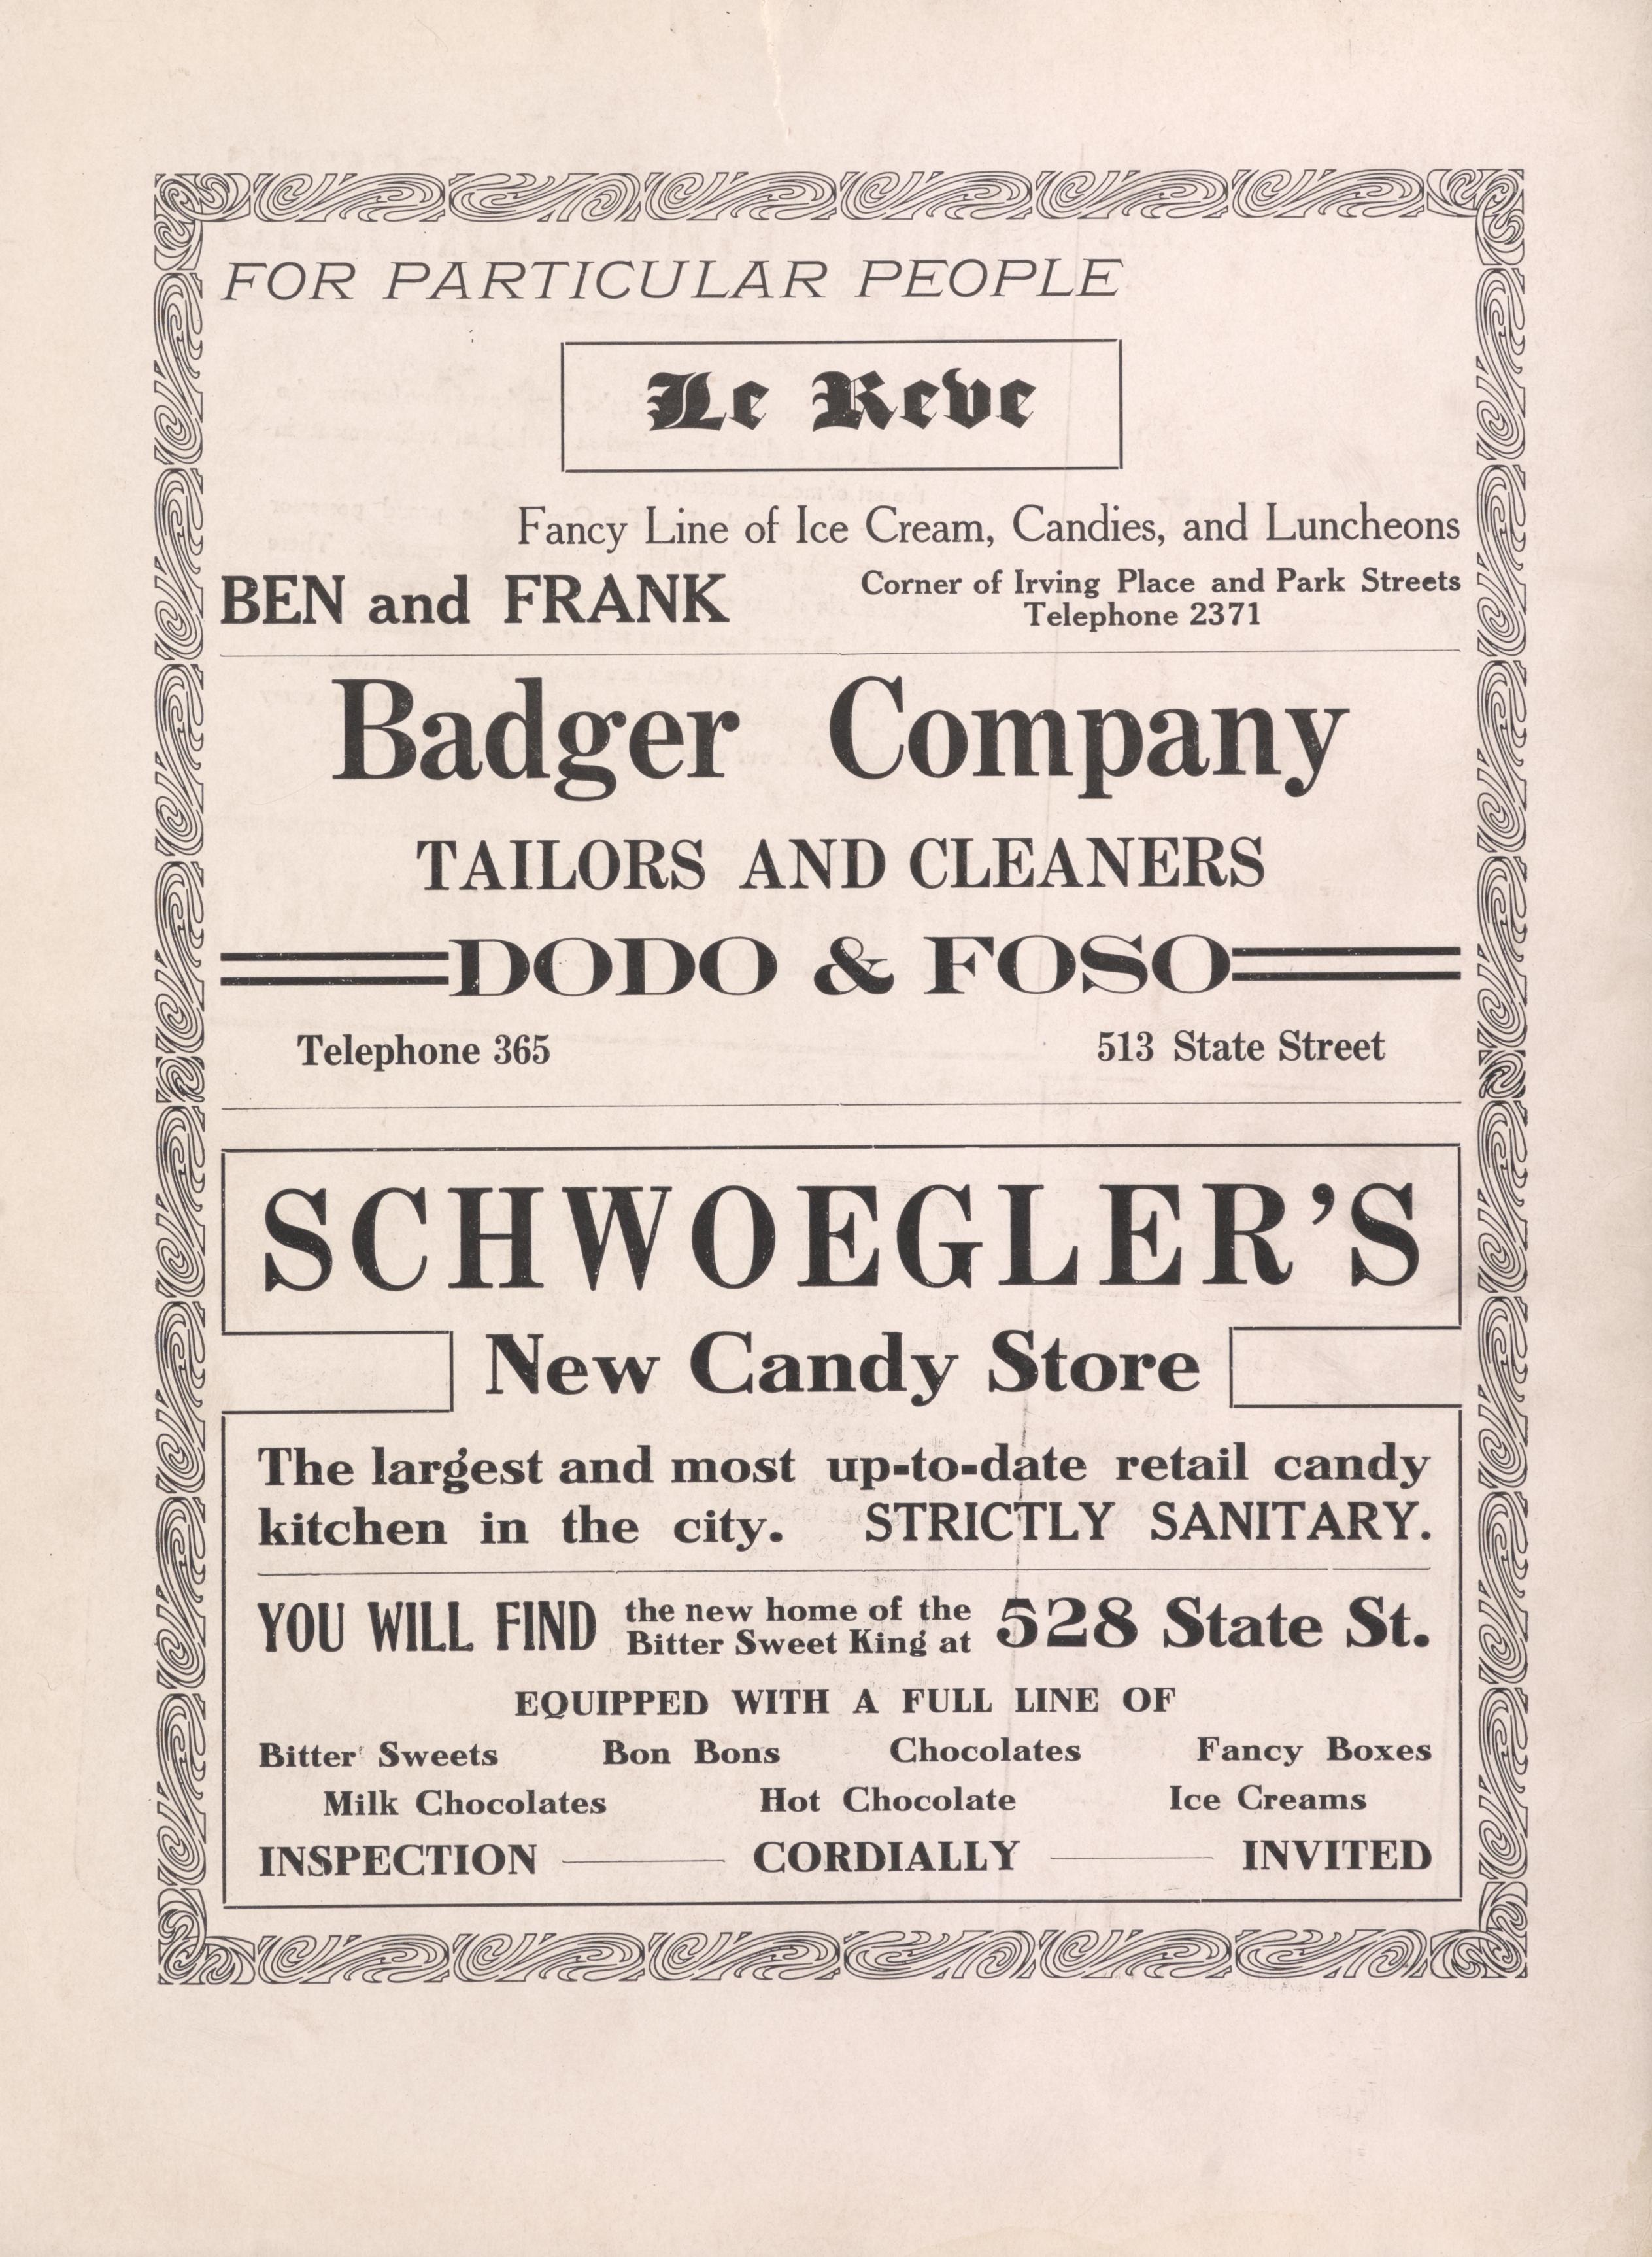 FOR PARTICULAR PEOPLE
Le Reve
Fancy Line of Ice Cream, Candies, and Luncheons
BEN and FRANK
Corner of Irving Place and Park Streets
Telephone 2371
Badger Company
TAILORS AND CLEANERS
DODO & FOSO
Telephone 365 513 State Street
SCHWOEGLER'S
New Candy Store
The largest and most up-to-date retail candy
kitchen in the city. STRICTLY SANITARY.
YOU WILL FIND the new home of the Bitter Sweet King at 528 State St.
EQUIPPED WITH A FULL LINE OF
Bitter Sweets Bon Bons Chocolates Fancy Boxes
Milk Chocolates Hot Chocolate Ice Creams
INSPECTION CORDIALLY INVITED